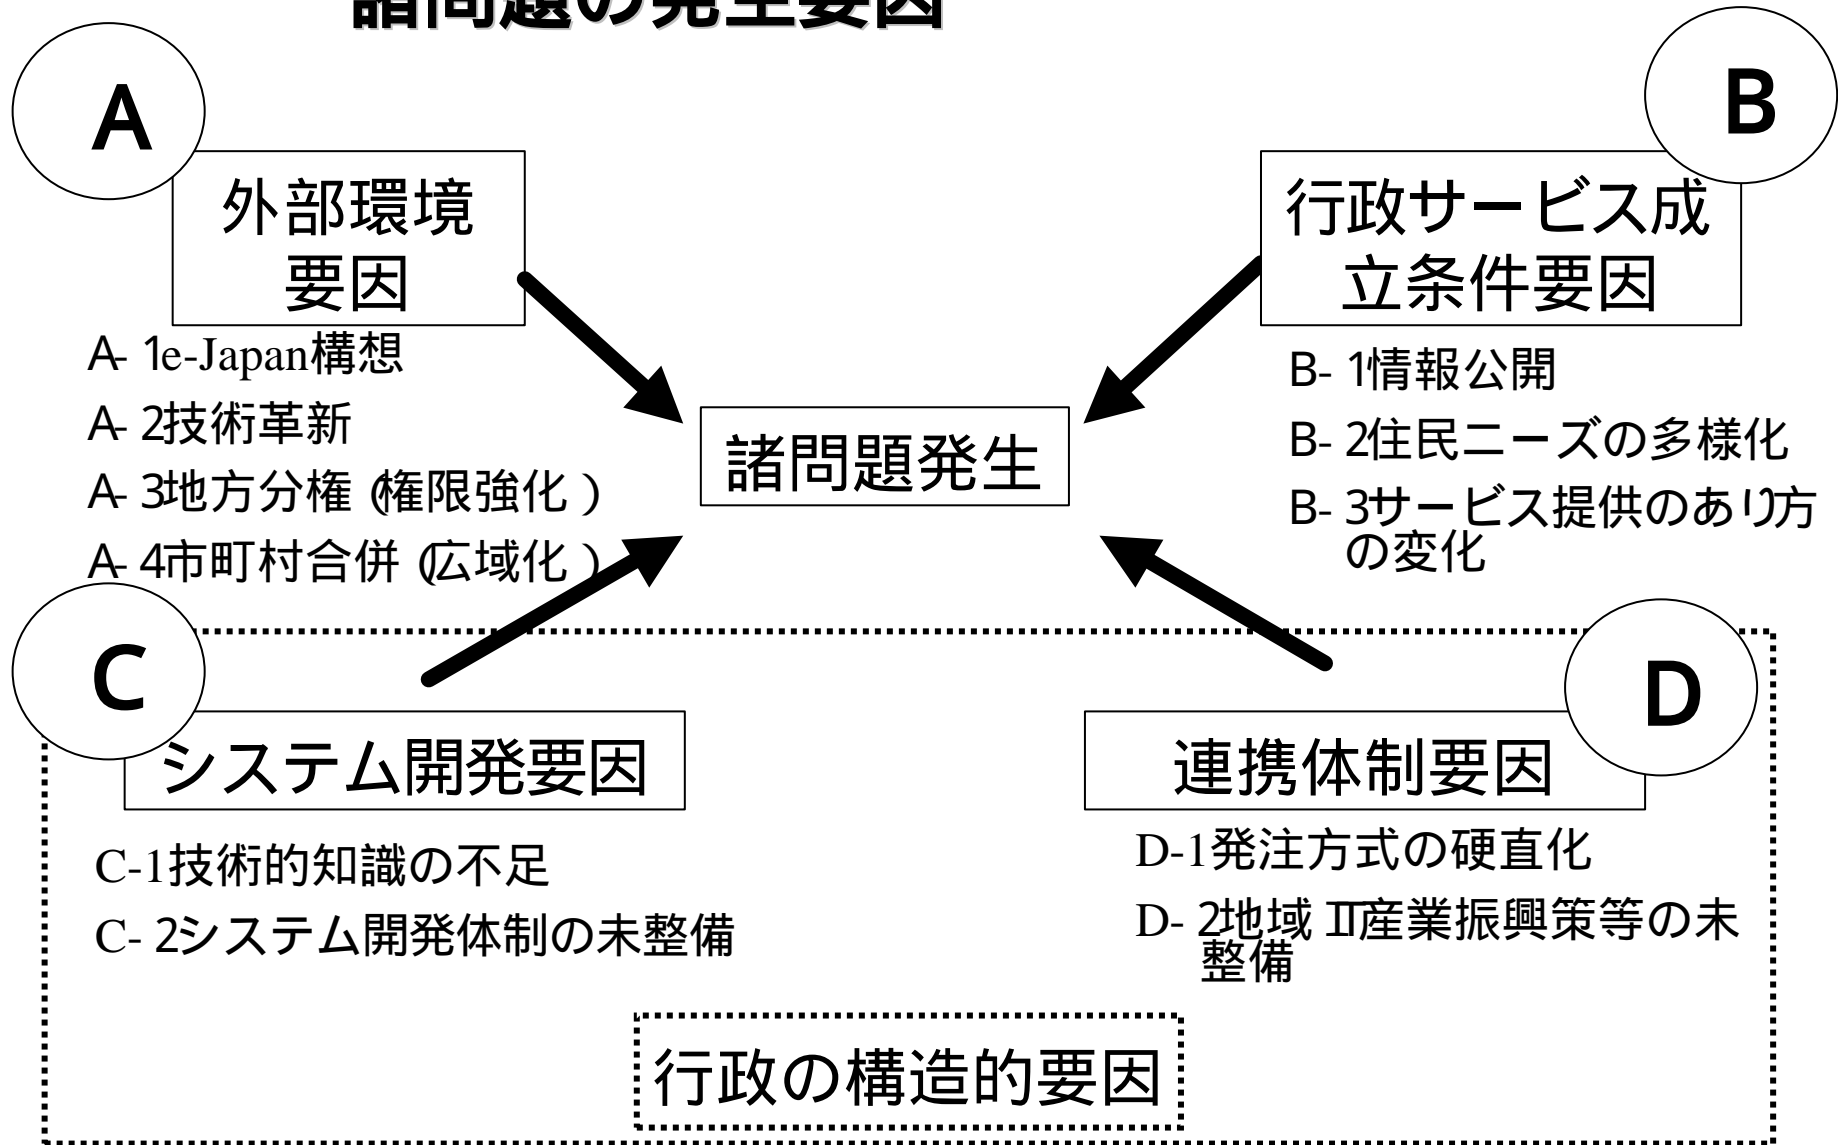 諸問題の発生要因
A
外部環境
要因
A- 1e-Japan構想
A- 2技術革新
A- 3地方分権（権限強化）
A- 4市町村合併（広域化）
B
行政サービス成
立条件要因
B- 1情報公開
B- 2住民ニーズの多様化
B- 3サービス提供のあり方
の変化
諸問題発生
C
システム開発要因
C-1技術的知識の不足
C- 2システム開発体制の未整備
D
連携体制要因
D-1発注方式の硬直化
D- 2地域IT産業振興策等の未
整備
行政の構造的要因